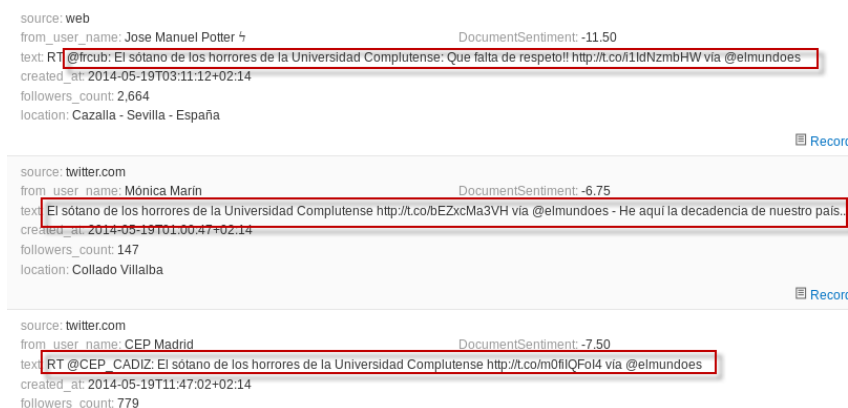 source: web
from_user_name: Jose Manuel Potter ϟ DocumentSentiment: -11.50
text: RT @frcub: El sótano de los horrores de la Universidad Complutense: Que falta de respeto!! http://t.co/i1IdNzmbHW vía @elmundoes
created_at: 2014-05-19T03:11:12+02:14
followers_count: 2,664
location: Cazalla - Sevilla - España
Record
source: twitter.com
from_user_name: Mónica Marín DocumentSentiment: -6.75
text: El sótano de los horrores de la Universidad Complutense http://t.co/bEZxcMa3VH vía @elmundoes - He aquí la decadencia de nuestro país..
created_at: 2014-05-19T01:00:47+02:14
followers_count: 147
location: Collado Villalba
Record
source: twitter.com
from_user_name: CEP Madrid DocumentSentiment: -7.50
text: RT @CEP_CADIZ: El sótano de los horrores de la Universidad Complutense http://t.co/m0filQFol4 vía @elmundoes
created_at: 2014-05-19T11:47:02+02:14
followers_count: 779